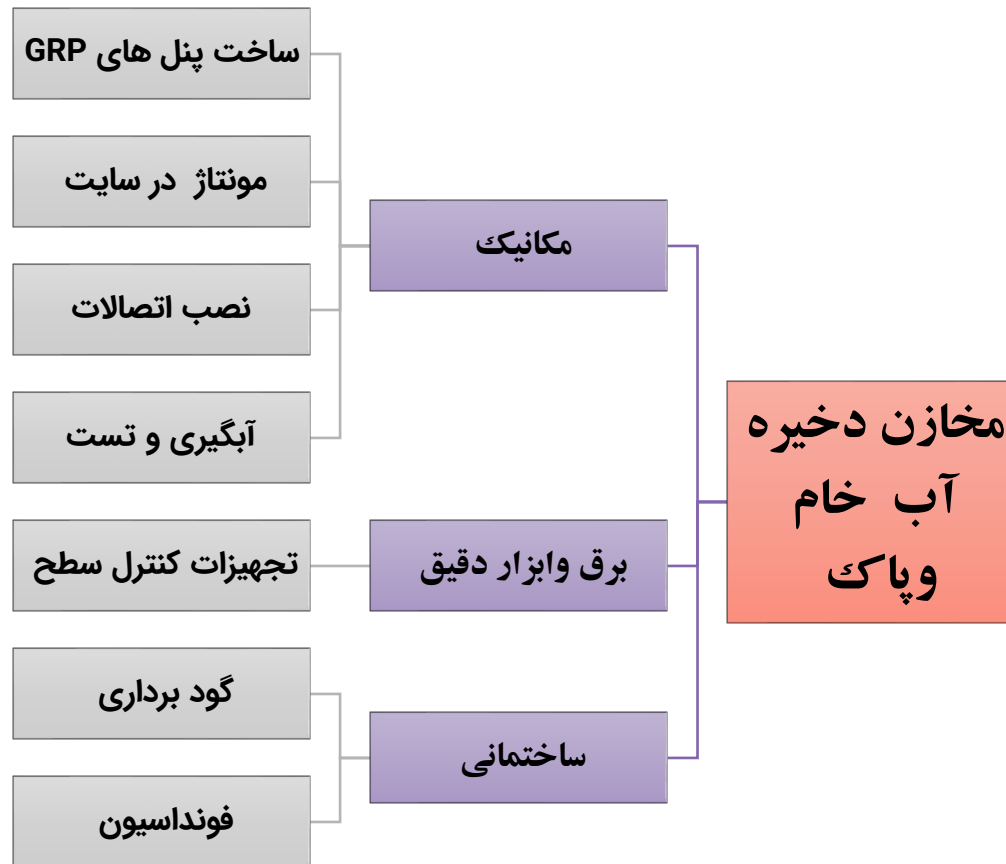 مخازن دخیره
آب خام
وپاک
مکانیک
ساخت پنل های GRP
مونتاژ در سایت
نصب اتصالات
آبگیری و تست
برق وابزار دقیق
تجهیزات کنترل سطح
ساختمانی
گود برداری
فونداسیون